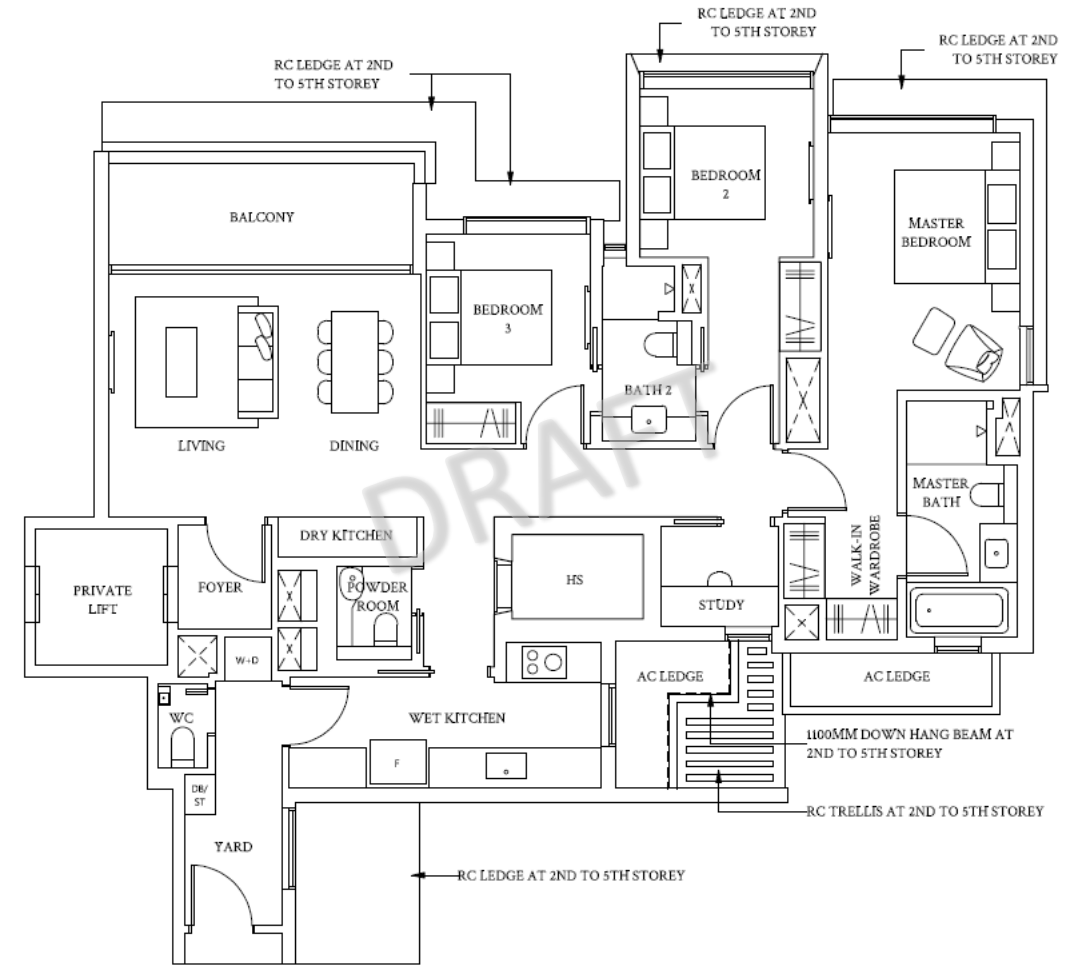 RC LEDGE AT 2ND
TO 5TH STOREY
RC LEDGE AT 2ND
TO 5TH STOREY
RC LEDGE AT 2ND
TO 5TH STOREY
BALCONY
BEDROOM
2
MASTER
BEDROOM
BEDROOM
3
BATH 2
LIVING
DINING
DRAFT
MASTER
BATH
WALK-IN
WARDROBE
DRY KITCHEN
PRIVATE
LIFT
FOYER
POWDER
ROOM
HS
STUDY
W+D
AC LEDGE
AC LEDGE
WC
WET KITCHEN
F
DB/
ST
1100MM DOWN HANG BEAM AT
2ND TO 5TH STOREY
RC TRELLIS AT 2ND TO 5TH STOREY
YARD
RC LEDGE AT 2ND TO 5TH STOREY